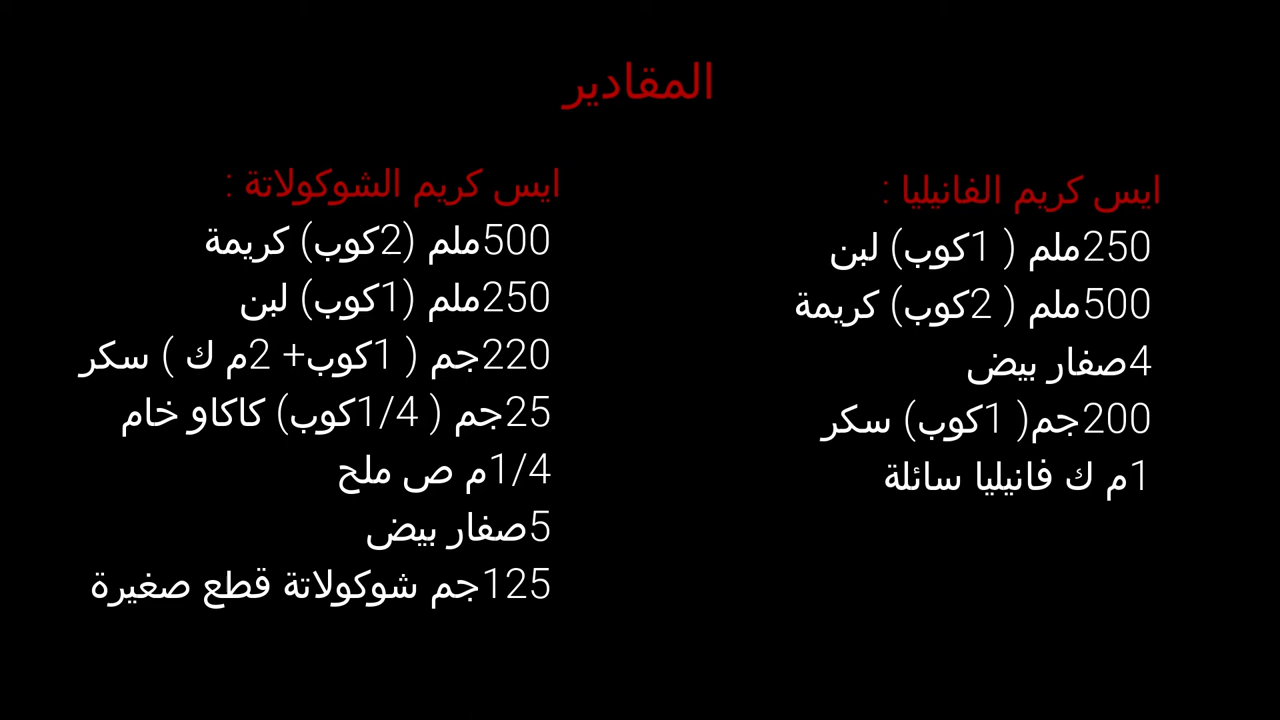 المقادير
ايس كريم الفانيليا :
250ملم ( 1كوب) لبن
500ملم ( 2كوب) كريمة
4صفار بيض
200جم( 1كوب) سكر
1م ك فانيليا سائلة
ايس كريم الشوكولاتة :
500ملم (2كوب) كريمة
250ملم (1كوب) لبن
220جم ( 1كوب+ 2م ك ) سكر
25جم ( 1/4كوب) كاكاو خام
1/4م ص ملح
5صفار بيض
125جم شوكولاتة قطع صغيرة